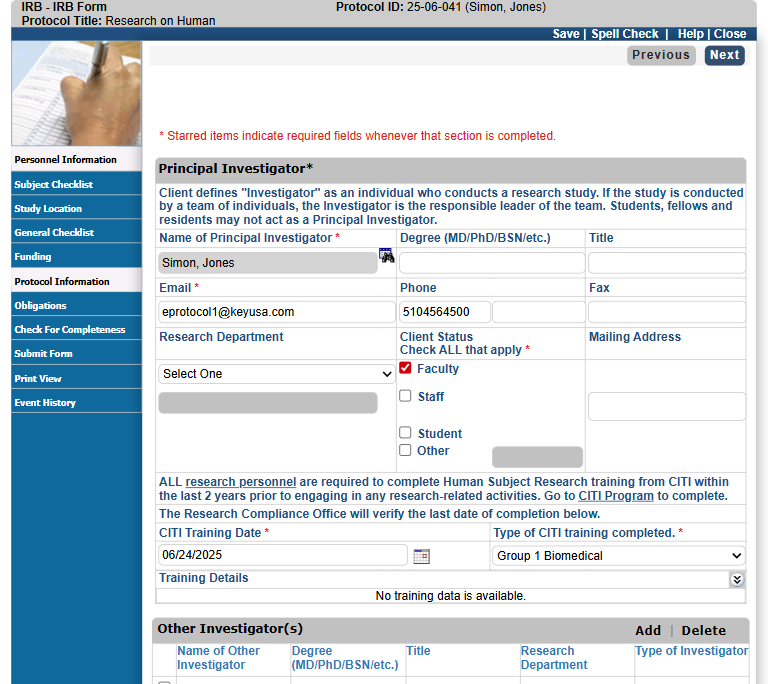 IRB - IRB Form
Protocol ID: 25-06-041 (Simon, Jones)
Protocol Title: Research on Human
Save | Spell Check | Help | Close
Previous Next
* Starred items indicate required fields whenever that section is completed.
Personnel Information
Subject Checklist
Study Location
General Checklist
Funding
Protocol Information
Obligations
Check For Completeness
Submit Form
Print View
Event History
Principal Investigator*
Client defines "Investigator" as an individual who conducts a research study. If the study is conducted
by a team of individuals, the Investigator is the responsible leader of the team. Students, fellows and
residents may not act as a Principal Investigator.
Name of Principal Investigator * Degree (MD/PhD/BSN/etc.) Title
Simon, Jones
Email * Phone Fax
eprotocol1@keyusa.com 5104564500
Research Department Client Status Mailing Address
Check ALL that apply *
Select One Faculty
Staff
Student
Other
ALL research personnel are required to complete Human Subject Research training from CITI within
the last 2 years prior to engaging in any research-related activities. Go to CITI Program to complete.
The Research Compliance Office will verify the last date of completion below.
CITI Training Date * Type of CITI training completed. *
06/24/2025 Group 1 Biomedical
Training Details
No training data is available.
Other Investigator(s) Add | Delete
Name of Other Degree Title Research Type of Investigator
Investigator (MD/PhD/BSN/etc.) Department